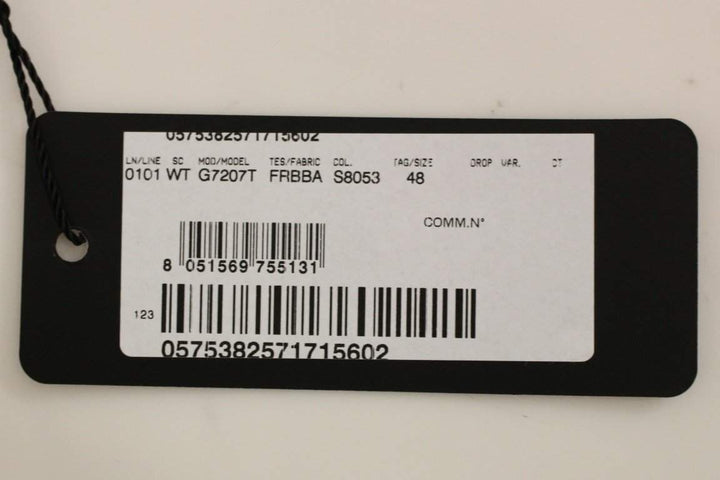 0575382571715602
LN/LINE SC MOD/MODEL TES/FABRIC COL. TAG/SIZE DROP VAR. CT
0101 WT G7207T FRBBA S8053 48
COMM.N°
8 051569 755131
123
0575382571715602